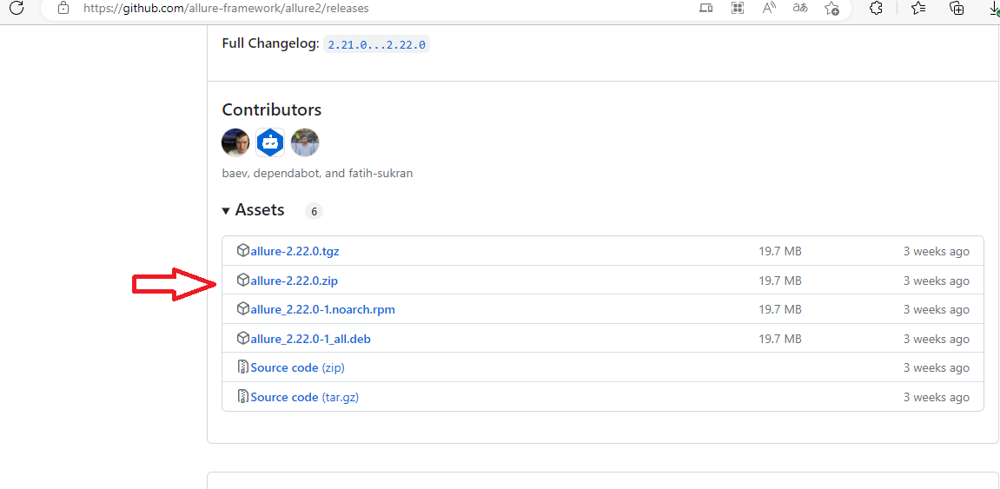 https://github.com/allure-framework/allure2/releases
Full Changelog: 2.21.0...2.22.0
Contributors
baev, dependabot, and fatih-sukran
Assets 6
allure-2.22.0.tgz 19.7 MB 3 weeks ago
allure-2.22.0.zip 19.7 MB 3 weeks ago
allure_2.22.0-1.noarch.rpm 19.7 MB 3 weeks ago
allure_2.22.0-1_all.deb 19.7 MB 3 weeks ago
Source code (zip) 3 weeks ago
Source code (tar.gz) 3 weeks ago